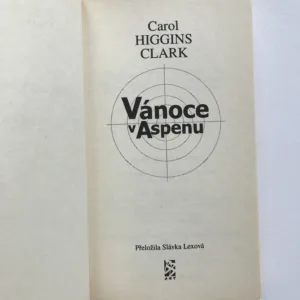 Carol
HIGGINS
CLARK
Vánoce
v Aspenu
Přeložila Slávka Lexová